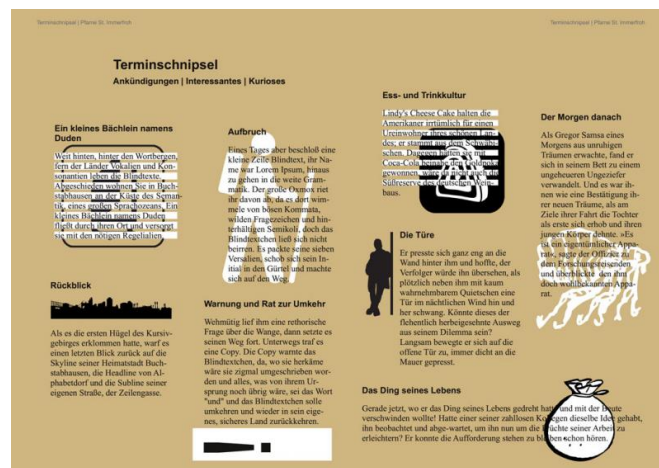 Terminschnipsel | Pfarrei St. Immerfroh
Terminschnipsel | Pfarrei St. Immerfroh
Terminschnipsel
Ankündigungen | Interessantes | Kurioses
Ein kleines Bächlein namens
Duden
Weit hinten, hinter den Wortbergen,
fern der Länder Vokalien und Kon-
sonantien leben die Blindtexte.
Abgeschieden wohnen Sie in Buch-
stabhausen an der Küste des Seman-
tik, eines großen Sprachozeans. Ein
kleines Bächlein namens Duden
fließt durch ihren Ort und versorgt
sie mit den nötigen Regelialien.
Rückblick
Als es die ersten Hügel des Kursiv-
gebirges erklommen hatte, warf es
einen letzten Blick zurück auf die
Skyline seiner Heimatstadt Buch-
stabhausen, die Headline von Al-
phabetdorf und die Subline seiner
eigenen Straße, der Zeilengasse.
Aufbruch
Eines Tages aber beschloß eine
kleine Zeile Blindtext, ihr Na-
me war Lorem Ipsum, hinaus
zu gehen in die weite Gram-
matik. Der große Oxmox riet
ihr davon ab, da es dort wim-
mele von bösen Kommata,
wilden Fragezeichen und hin-
terhältigen Semikoli, doch das
Blindtextchen ließ sich nicht
beirren. Es packte seine sieben
Versalien, schob sich sein In-
itial in den Gürtel und machte
sich auf den Weg.
Warnung und Rat zur Umkehr
Wehmütig lief ihm eine rethorische
Frage über die Wange, dann setzte es
seinen Weg fort. Unterwegs traf es
eine Copy. Die Copy warnte das
Blindtextchen, da, wo sie herkäme
wäre sie zigmal umgeschrieben wor-
den und alles, was von ihrem Ur-
sprung noch übrig wäre, sei das Wort
"und" und das Blindtextchen solle
umkehren und wieder in sein eige-
nes, sicheres Land zurückkehren.
Ess- und Trinkkultur
Lindy's Cheese Cake halten die
Amerikaner irrtümlich für einen
Ureinwohner ihres schönen Lan-
des; er stammt aus dem Schwäbi-
schen. Dagegen hätten sie mit
Coca-Cola beinahe den Goldpokal
gewonnen, wäre da nicht auch die
Süßreserve des deutschen Wein-
baus.
Die Türe
Er presste sich ganz eng an die
Wand hinter ihm und hoffte, der
Verfolger würde ihn übersehen, als
plötzlich neben ihm mit kaum
wahrnehmbarem Quietschen eine
Tür im nächtlichen Wind hin und
her schwang. Könnte dieses der
flehentlich herbeigesehnte Ausweg
aus seinem Dilemma sein?
Langsam bewegte er sich auf die
offene Tür zu, immer dicht an die
Mauer gepresst.
Der Morgen danach
Als Gregor Samsa eines
Morgens aus unruhigen
Träumen erwachte, fand er
sich in seinem Bett zu einem
ungeheueren Ungeziefer
verwandelt. Und es war ih-
nen wie eine Bestätigung ih-
rer neuen Träume, als am
Ziele ihrer Fahrt die Tochter
als erste sich erhob und ihren
jungen Körper dehnte. »Es
ist ein eigentümlicher Appa-
rat«, sagte der Offizier zu
dem Forschungsreisenden
und überblickte den ihm
doch wohlbekannten Appa-
rat.
Das Ding seines Lebens
Gerade jetzt, wo er das Ding seines Lebens gedreht hatte und mit der Beute
verschwinden wollte! Hatte einer seiner zahllosen Kollegen dieselbe Idee gehabt,
ihn beobachtet und abge-wartet, um ihn nun um die Früchte seiner Arbeit zu
erleichtern? Er konnte die Aufforderung stehen zu bleiben schon hören.